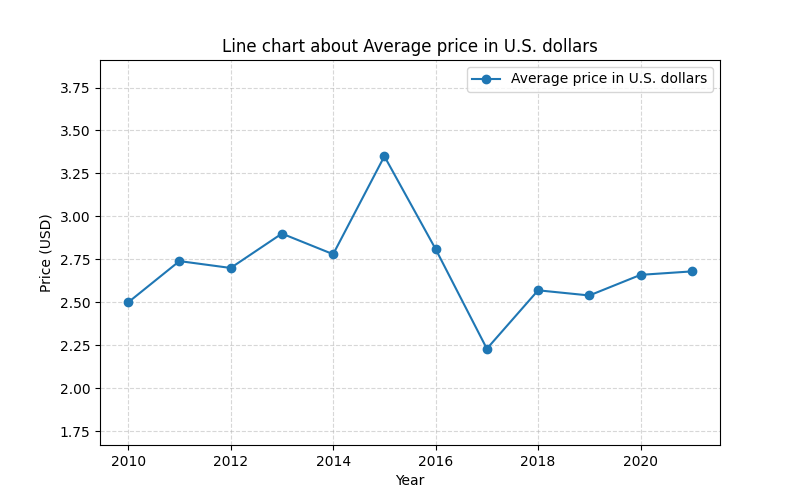 Line chart about Average price in U.S. dollars
Average price in U.S. dollars
Price (USD)
3.75
3.50
3.25
3.00
2.75
2.50
2.25
2.00
1.75
2010 2012 2014 2016 2018 2020
Year